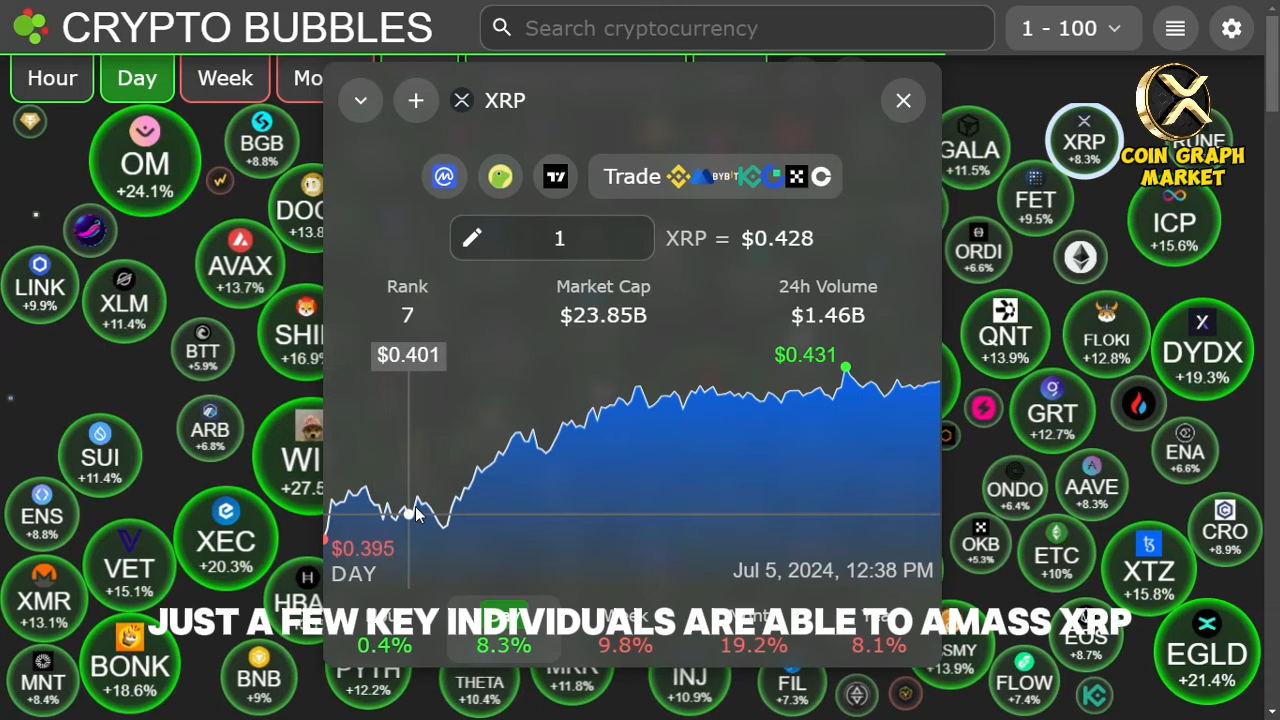 CRYPTO BUBBLES
Search cryptocurrency
1 - 100
Hour
Day
Week
XRP
COIN GRAPH
MARKET
Trade
BYBIT
1
XRP = $0.428
Rank
Market Cap
24h Volume
7
$23.85B
$1.46B
$0.401
$0.431
$0.395
DAY
Jul 5, 2024, 12:38 PM
JUST A FEW KEY INDIVIDUALS ARE ABLE TO AMASS XRP
0.4%
8.3%
9.8%
19.2%
8.1%
OM
+24.1%
BGB
+8.8%
AVAX
+13.7%
LINK
+9.9%
XLM
+11.4%
BTT
+5.9%
ARB
+6.8%
SUI
+11.4%
ENS
+8.8%
XEC
+20.3%
VET
+15.1%
XMR
+13.1%
BONK
+18.6%
MNT
+8.4%
BNB
+9%
PYTH
+12.2%
THETA
+10.4%
MKR
+11.8%
INJ
+10.9%
FIL
+7.3%
GALA
+11.5%
XRP
+8.3%
RUNE
FET
+9.5%
ICP
+15.6%
ORDI
+6.6%
QNT
+13.9%
FLOKI
+12.8%
DYDX
+19.3%
GRT
+12.7%
ENA
+6.6%
ONDO
+6.4%
AAVE
+8.3%
CRO
+8.9%
OKB
+5.3%
ETC
+10%
XTZ
+15.8%
EOS
+8.7%
EGLD
+21.4%
+13.9%
FLOW
+7.4%